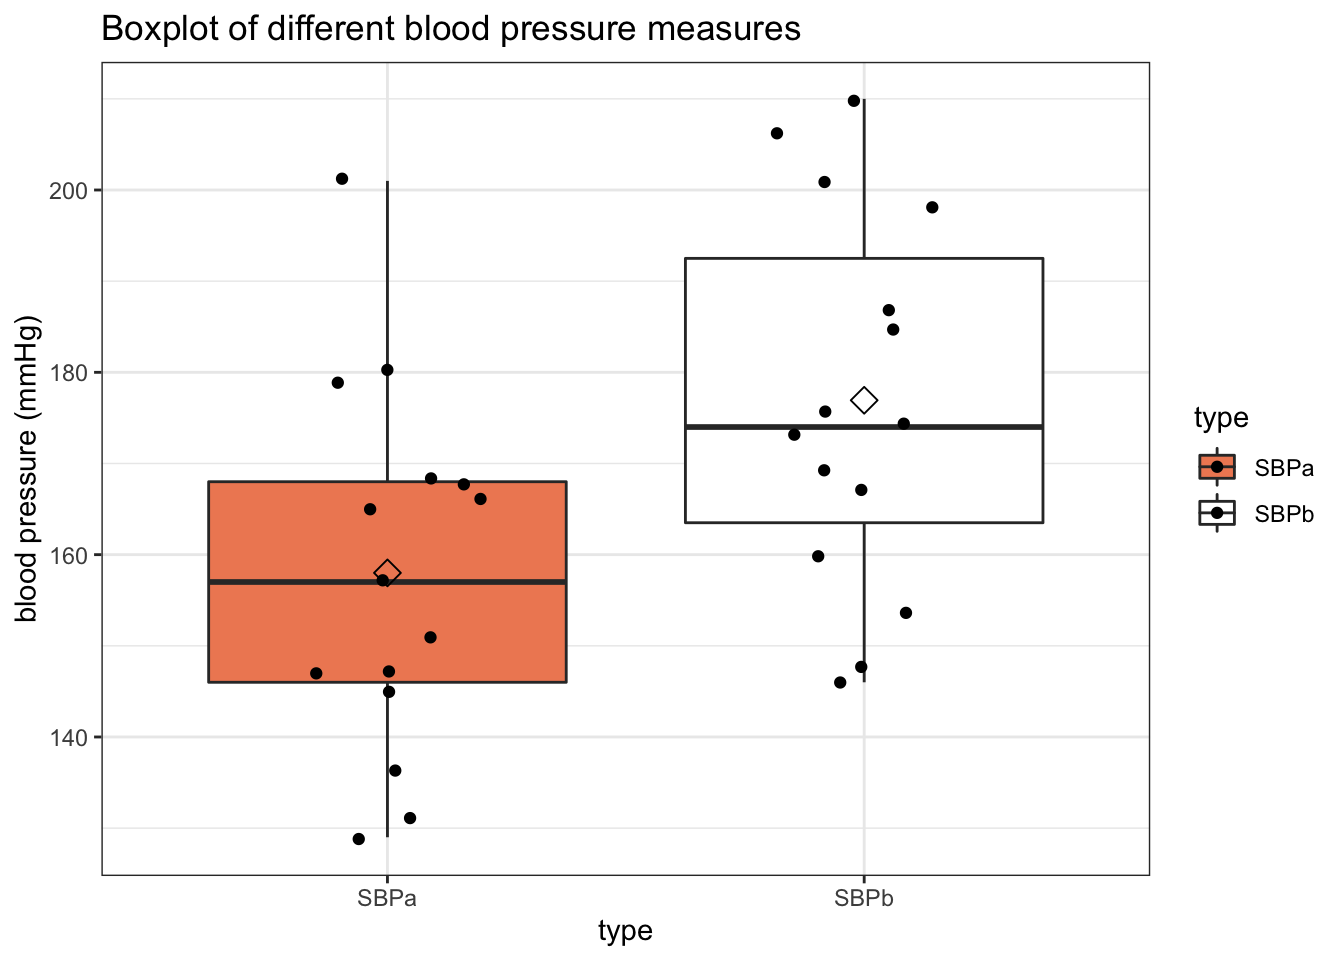 Boxplot of different blood pressure measures
blood pressure (mmHg)
200
180
160
140
SBPa
SBPb
type
type
SBPa
SBPb